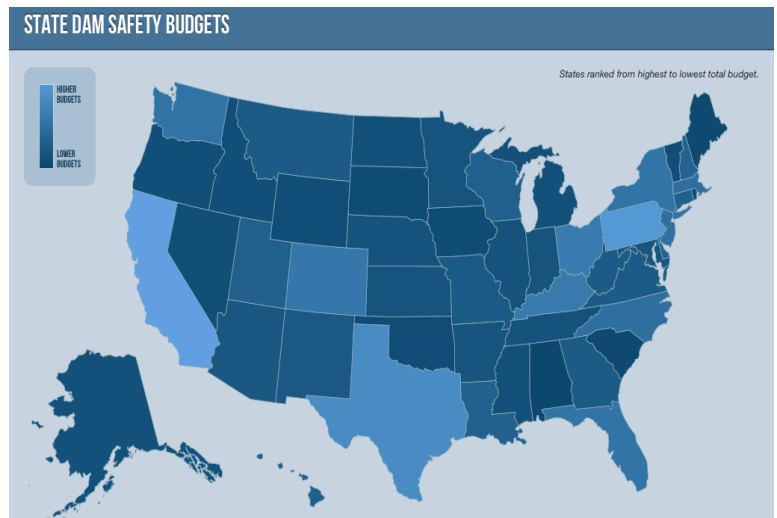 STATE DAM SAFETY BUDGETS
States ranked from highest to lowest total budget.
HIGHER
BUDGETS
LOWER
BUDGETS